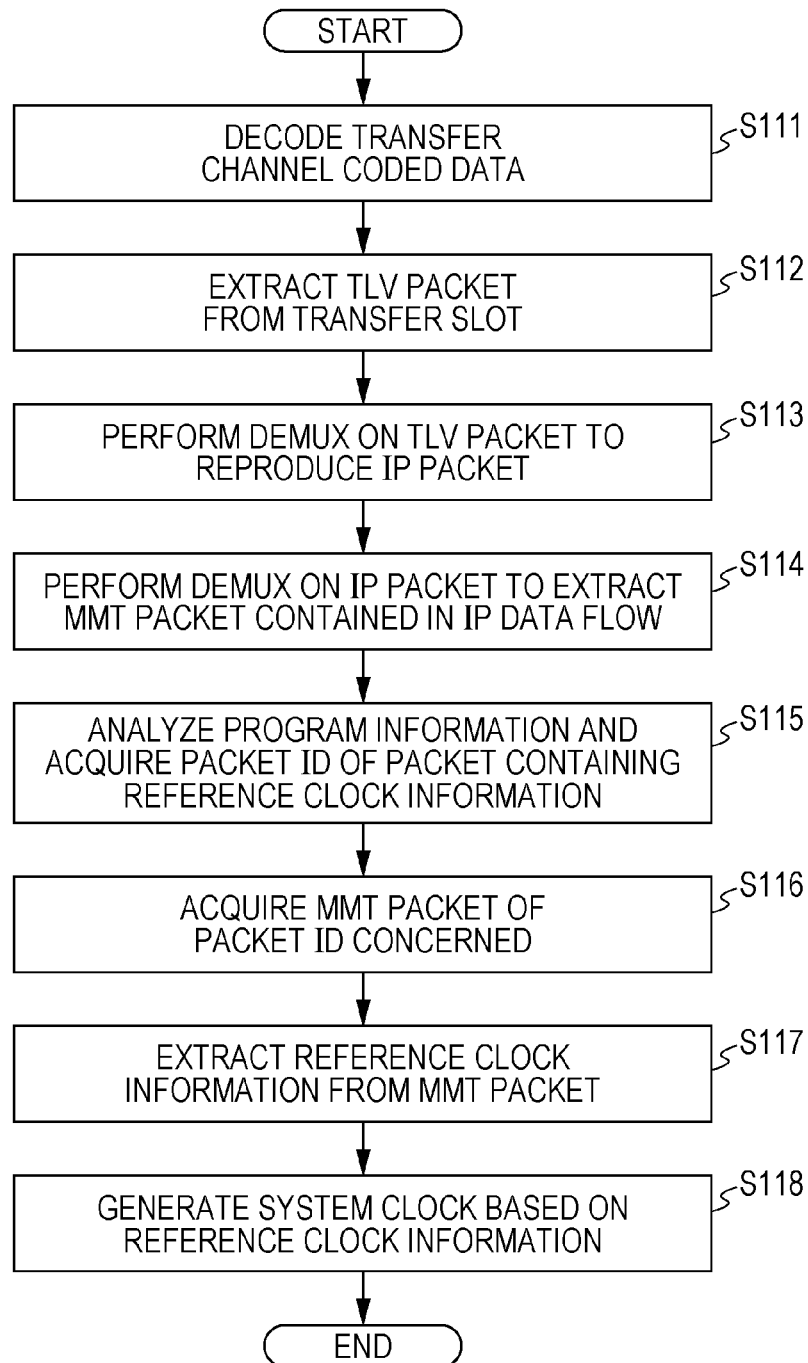 START
DECODE TRANSFER
CHANNEL CODED DATA
S111
EXTRACT TLV PACKET
FROM TRANSFER SLOT
S112
PERFORM DEMUX ON TLV PACKET TO
REPRODUCE IP PACKET
S113
PERFORM DEMUX ON IP PACKET TO EXTRACT
MMT PACKET CONTAINED IN IP DATA FLOW
S114
ANALYZE PROGRAM INFORMATION AND
ACQUIRE PACKET ID OF PACKET CONTAINING
REFERENCE CLOCK INFORMATION
S115
ACQUIRE MMT PACKET OF
PACKET ID CONCERNED
S116
EXTRACT REFERENCE CLOCK
INFORMATION FROM MMT PACKET
S117
GENERATE SYSTEM CLOCK BASED ON
REFERENCE CLOCK INFORMATION
S118
END